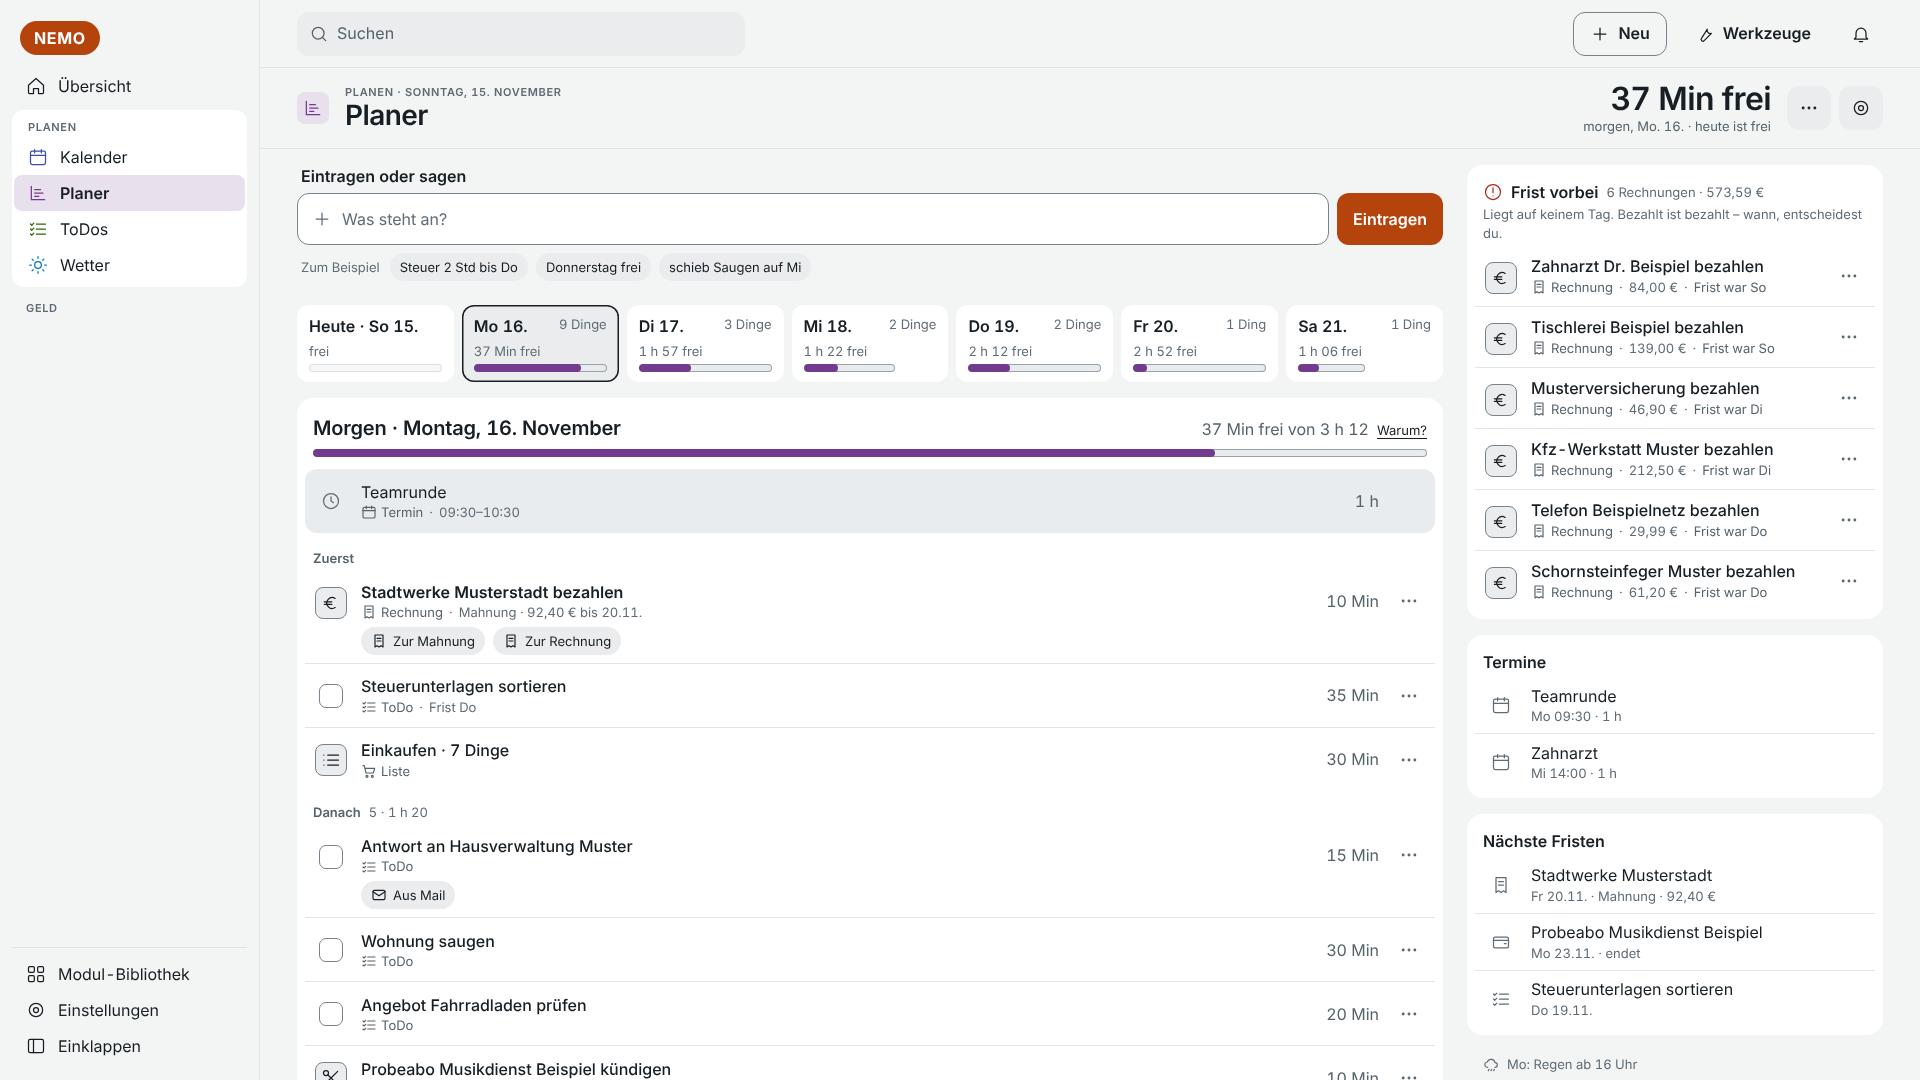 NEMO
Übersicht
PLANEN
Kalender
Planer
ToDos
Wetter
GELD
Modul-Bibliothek
Einstellungen
Einklappen
Suchen
Neu
Werkzeuge
PLANEN · SONNTAG, 15. NOVEMBER
Planer
37 Min frei
morgen, Mo. 16. · heute ist frei
Eintragen oder sagen
Was steht an?
Eintragen
Zum Beispiel
Steuer 2 Std bis Do
Donnerstag frei
schieb Saugen auf Mi
Heute · So 15.
frei
Mo 16. 9 Dinge
37 Min frei
Di 17. 3 Dinge
1 h 57 frei
Mi 18. 2 Dinge
1 h 22 frei
Do 19. 2 Dinge
2 h 12 frei
Fr 20. 1 Ding
2 h 52 frei
Sa 21. 1 Ding
1 h 06 frei
Morgen · Montag, 16. November
37 Min frei von 3 h 12 Warum?
Teamrunde
Termin · 09:30–10:30
1 h
Zuerst
Stadtwerke Musterstadt bezahlen
Rechnung · Mahnung · 92,40 € bis 20.11.
10 Min
Zur Mahnung
Zur Rechnung
Steuerunterlagen sortieren
ToDo · Frist Do
35 Min
Einkaufen · 7 Dinge
Liste
30 Min
Danach 5 · 1 h 20
Antwort an Hausverwaltung Muster
ToDo
15 Min
Aus Mail
Wohnung saugen
ToDo
30 Min
Angebot Fahrradladen prüfen
ToDo
20 Min
Probeabo Musikdienst Beispiel kündigen
10 Min
Frist vorbei 6 Rechnungen · 573,59 €
Liegt auf keinem Tag. Bezahlt ist bezahlt – wann, entscheidest
du.
Zahnarzt Dr. Beispiel bezahlen
Rechnung · 84,00 € · Frist war So
Tischlerei Beispiel bezahlen
Rechnung · 139,00 € · Frist war So
Musterversicherung bezahlen
Rechnung · 46,90 € · Frist war Di
Kfz-Werkstatt Muster bezahlen
Rechnung · 212,50 € · Frist war Di
Telefon Beispielnetz bezahlen
Rechnung · 29,99 € · Frist war Do
Schornsteinfeger Muster bezahlen
Rechnung · 61,20 € · Frist war Do
Termine
Teamrunde
Mo 09:30 · 1 h
Zahnarzt
Mi 14:00 · 1 h
Nächste Fristen
Stadtwerke Musterstadt
Fr 20.11. · Mahnung · 92,40 €
Probeabo Musikdienst Beispiel
Mo 23.11. · endet
Steuerunterlagen sortieren
Do 19.11.
Mo: Regen ab 16 Uhr